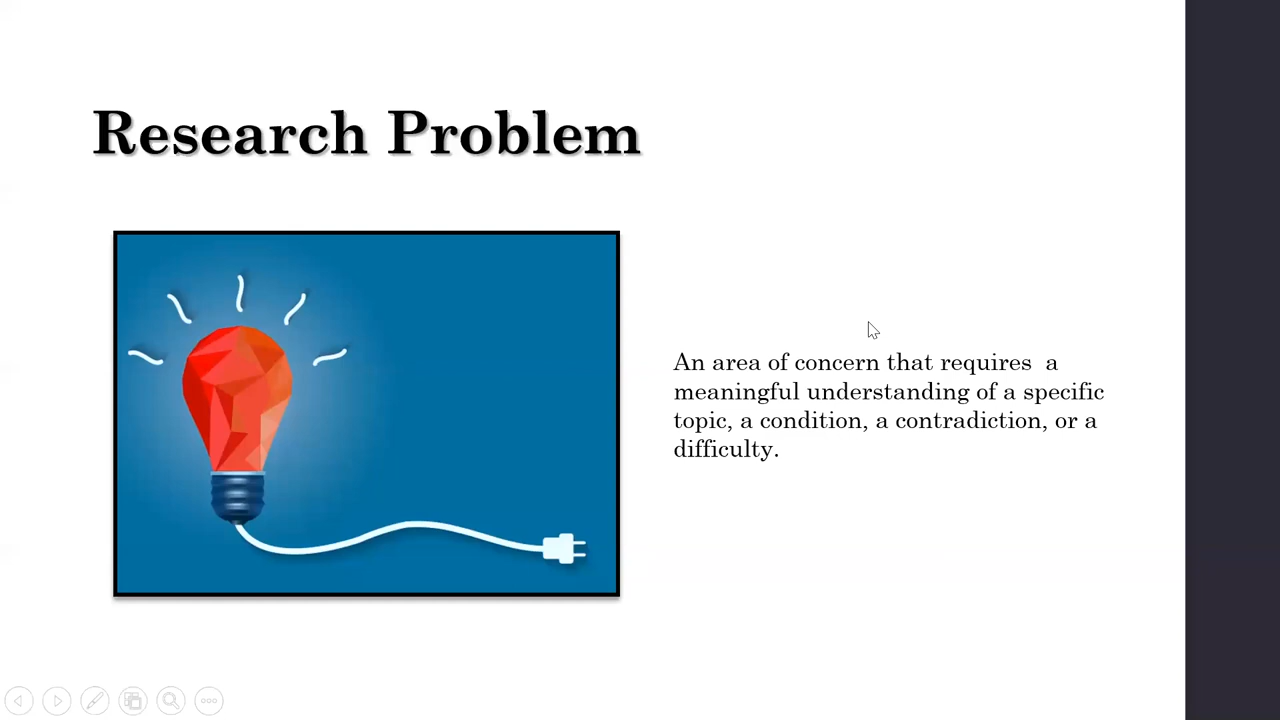 Research Problem
An area of concern that requires  a
meaningful understanding of a specific
topic, a condition, a contradiction, or a
difficulty.